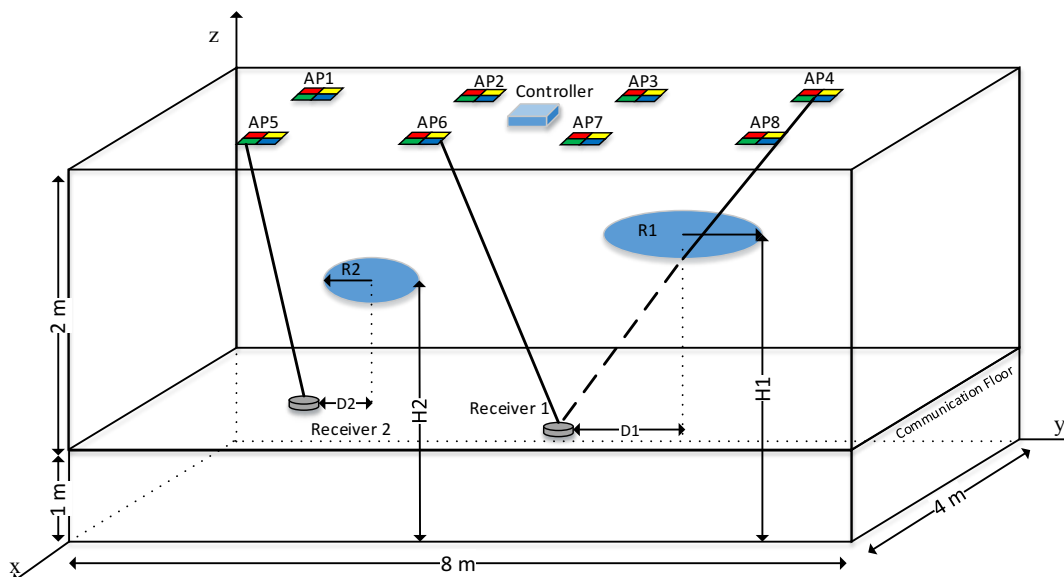 z
AP1
AP2
AP3
AP4
Controller
AP5
AP6
AP7
AP8
R1
R2
2 m
H2
H1
D2
Receiver 1
D1
Receiver 2
Communication Floor
y
1 m
4 m
x
8 m